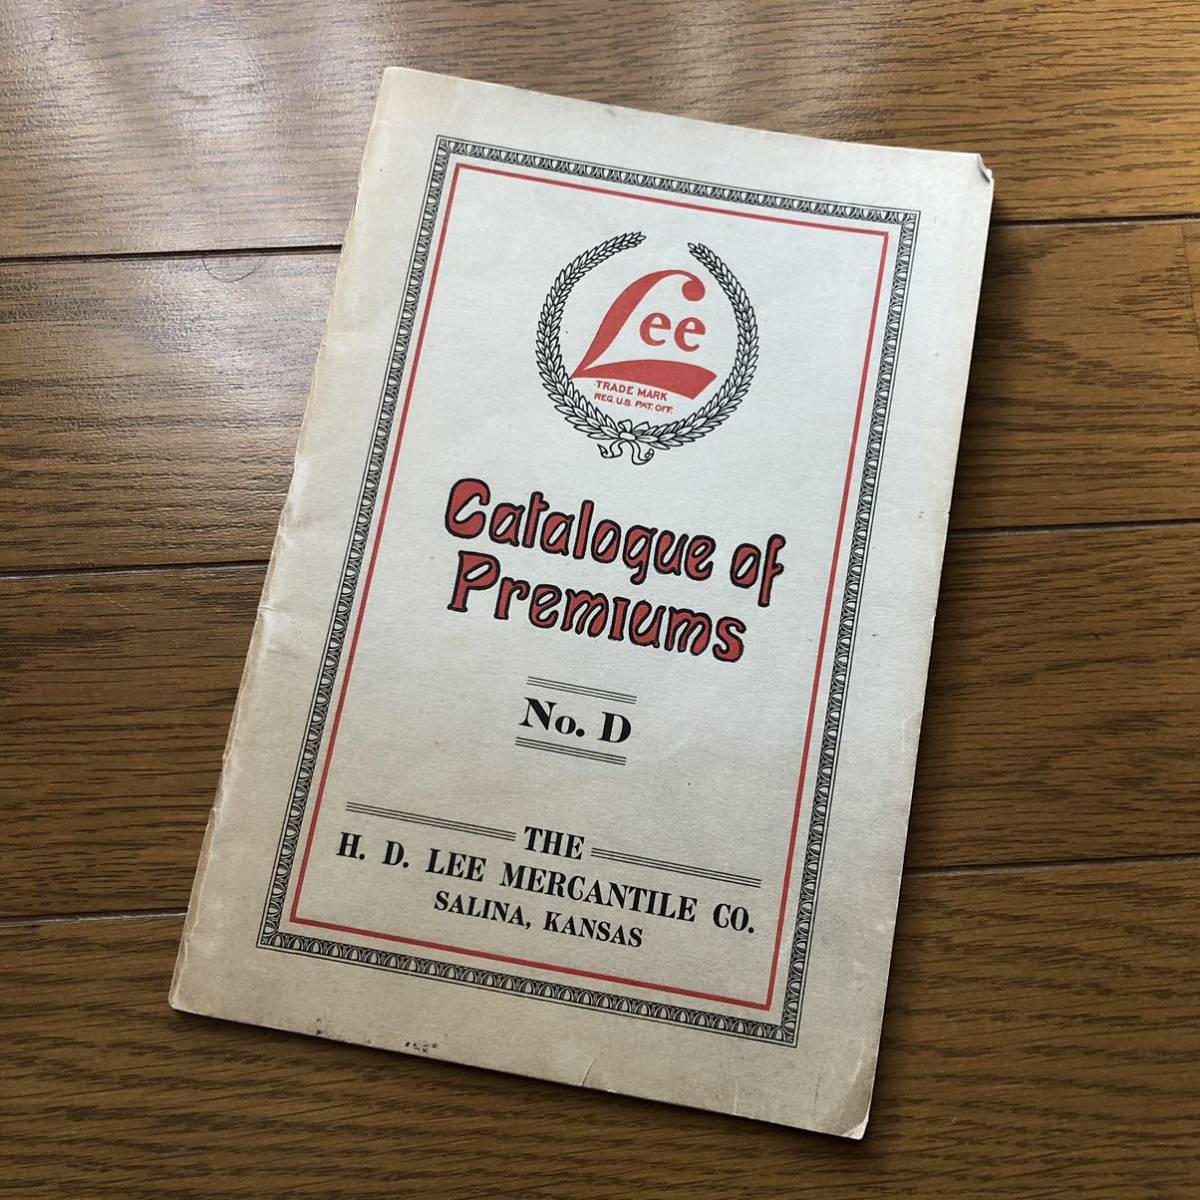 Lee
TRADE MARK
REG. U.S. PAT. OFF.
Catalogue of
Premiums
No. D
THE
H. D. LEE MERCANTILE CO.
SALINA, KANSAS